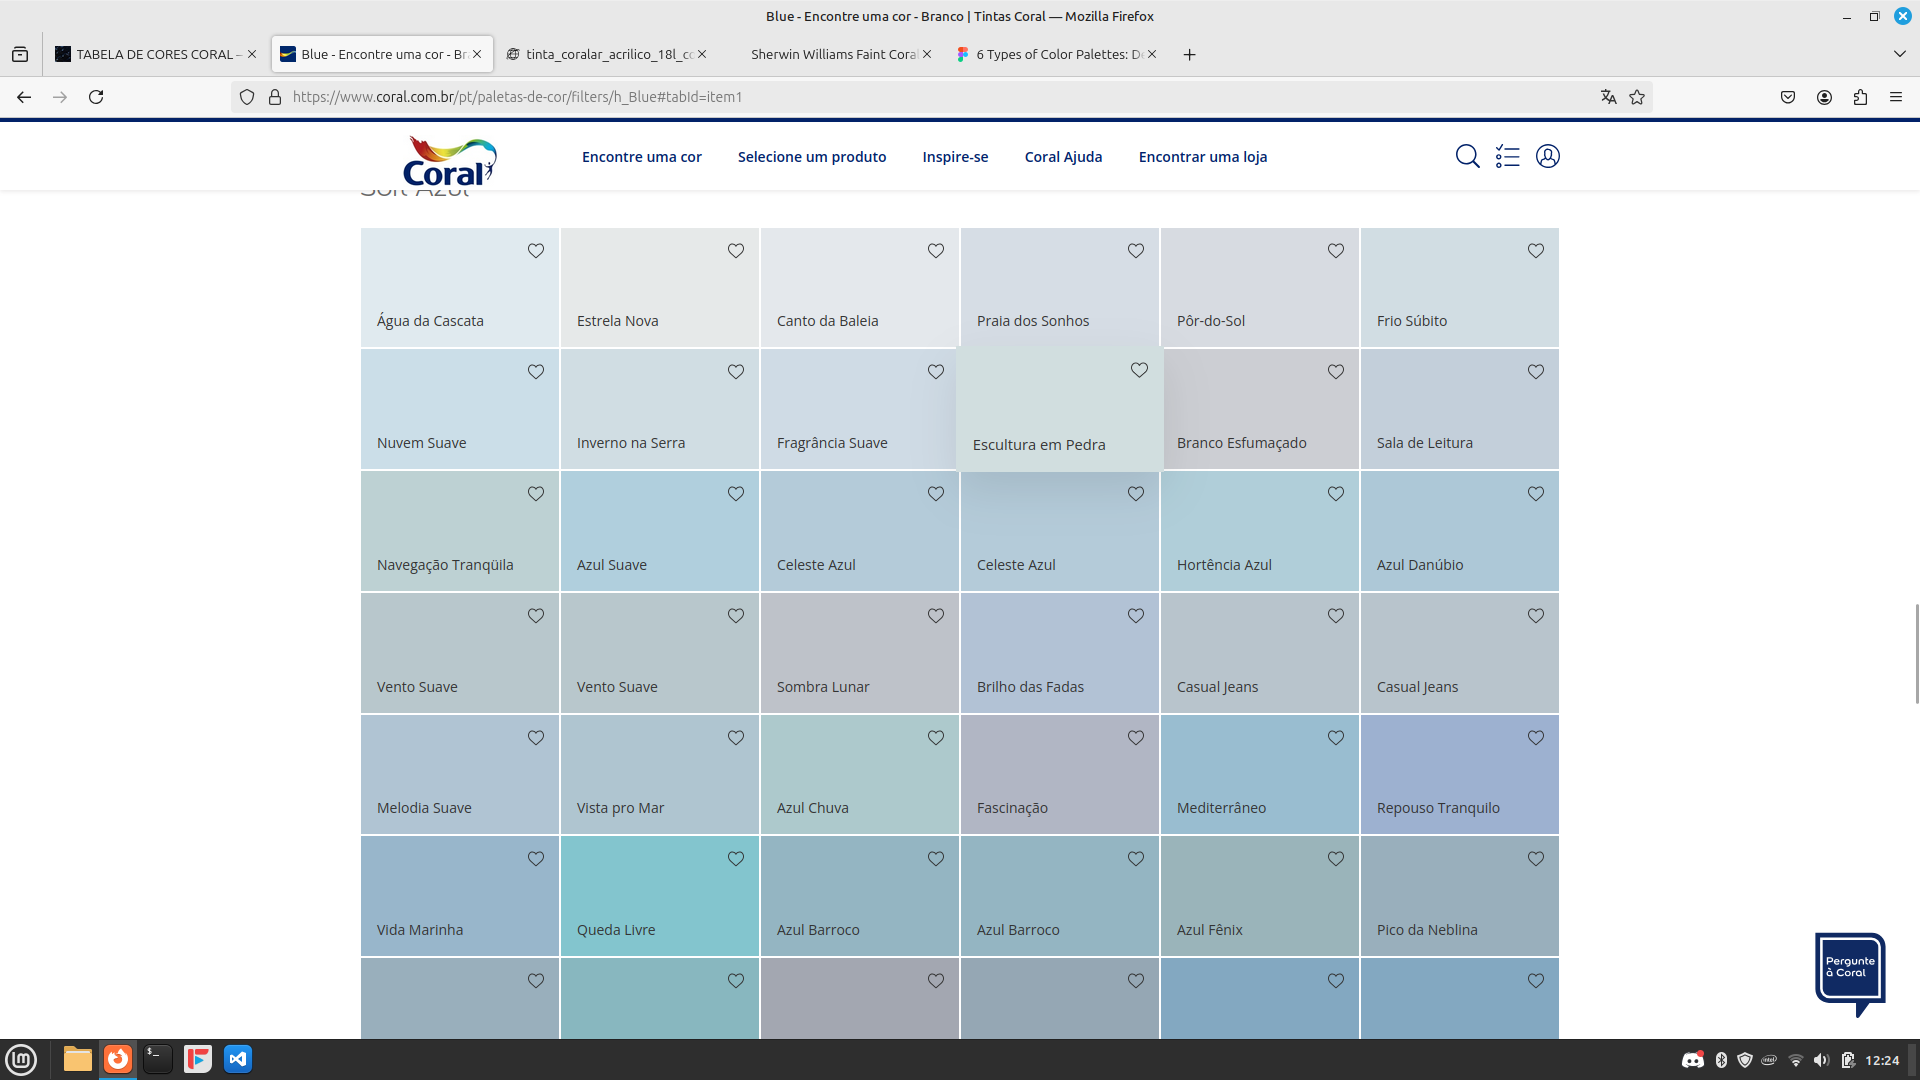 Blue - Encontre uma cor - Branco | Tintas Coral — Mozilla Firefox
TABELA DE CORES CORAL –
Blue - Encontre uma cor - Br
tinta_coralar_acrilico_18l_cc
Sherwin Williams Faint Coral
6 Types of Color Palettes: De
https://www.coral.com.br/pt/paletas-de-cor/filters/h_Blue#tabId=item1
Coral
Encontre uma cor
Selecione um produto
Inspire-se
Coral Ajuda
Encontrar uma loja
Soft Azul
Água da Cascata
Estrela Nova
Canto da Baleia
Praia dos Sonhos
Pôr-do-Sol
Frio Súbito
Nuvem Suave
Inverno na Serra
Fragrância Suave
Escultura em Pedra
Branco Esfumaçado
Sala de Leitura
Navegação Tranqüila
Azul Suave
Celeste Azul
Celeste Azul
Hortência Azul
Azul Danúbio
Vento Suave
Vento Suave
Sombra Lunar
Brilho das Fadas
Casual Jeans
Casual Jeans
Melodia Suave
Vista pro Mar
Azul Chuva
Fascinação
Mediterrâneo
Repouso Tranquilo
Vida Marinha
Queda Livre
Azul Barroco
Azul Barroco
Azul Fênix
Pico da Neblina
Pergunte
à Coral
12:24